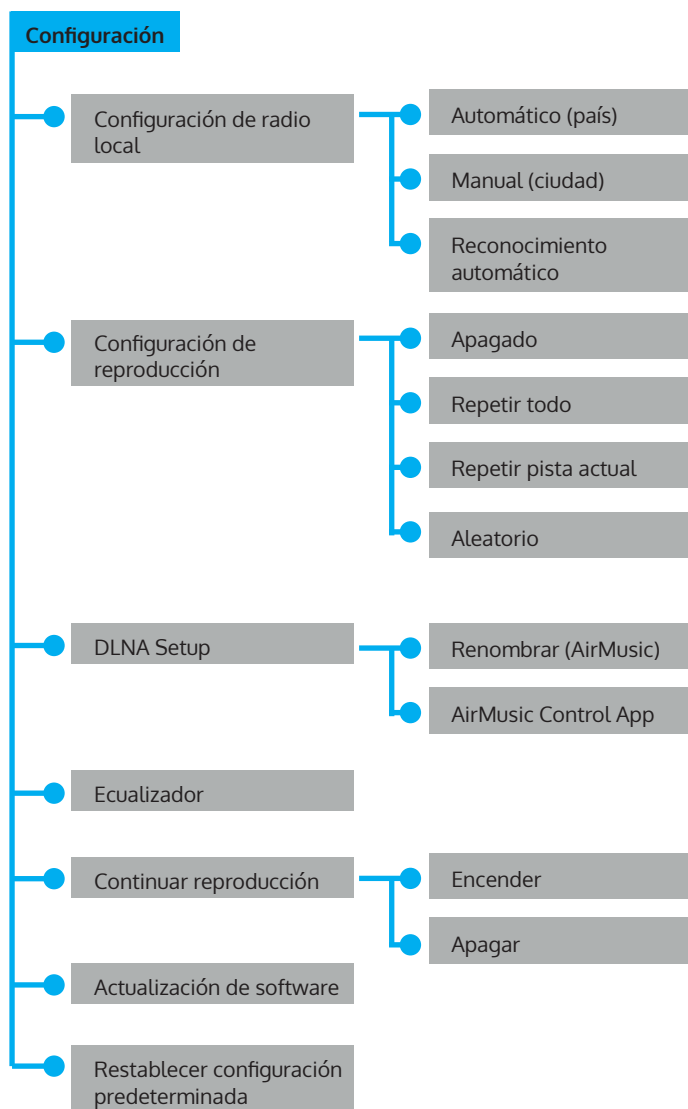 Configuración
Configuración de radio
local
Automático (país)
Manual (ciudad)
Reconocimiento
automático
Configuración de
reproducción
Apagado
Repetir todo
Repetir pista actual
Aleatorio
DLNA Setup
Renombrar (AirMusic)
AirMusic Control App
Ecualizador
Continuar reproducción
Encender
Apagar
Actualización de software
Restablecer configuración
predeterminada